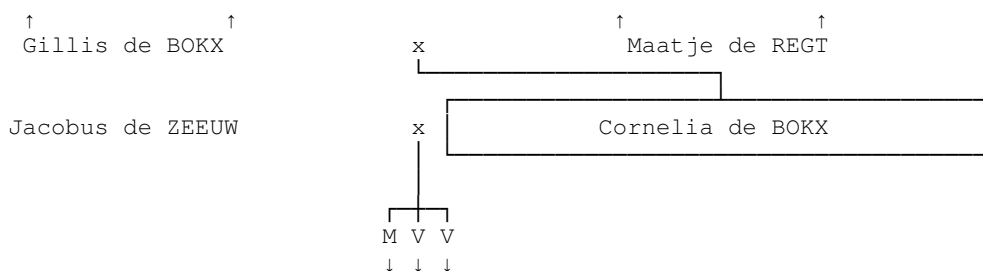 ↑ ↑ ↑ ↑
Gillis de BOKX x Maatje de REGT
Jacobus de ZEEUW x Cornelia de BOKX
M V V
↓ ↓ ↓